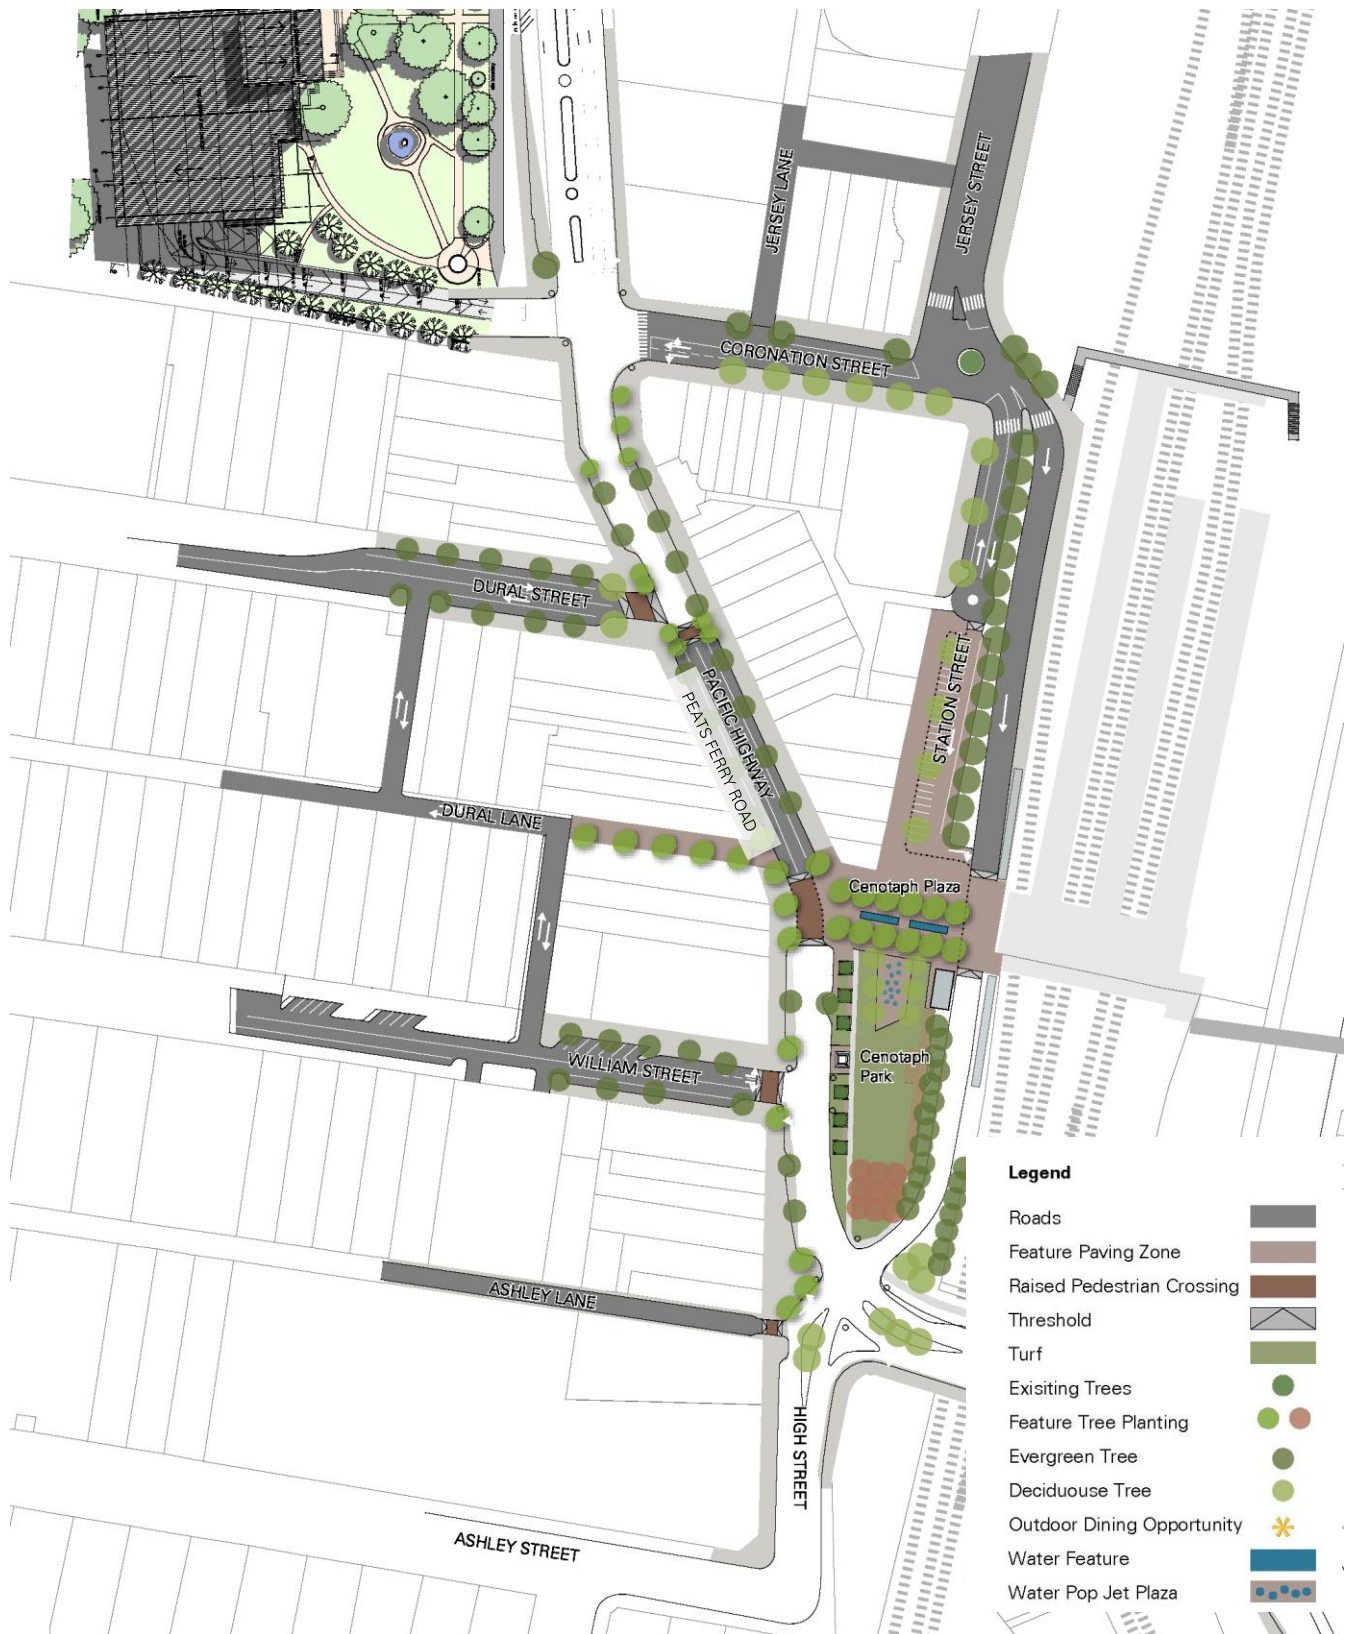 JERSEY LANE
JERSEY STREET
CORONATION STREET
DURAL STREET
STATION STREET
PACIFIC HIGHWAY
PEATS FERRY ROAD
DURAL LANE
Cenotaph Plaza
WILLIAM STREET
Cenotaph
Park
ASHLEY LANE
HIGH STREET
ASHLEY STREET
Legend
Roads
Feature Paving Zone
Raised Pedestrian Crossing
Threshold
Turf
Exisiting Trees
Feature Tree Planting
Evergreen Tree
Deciduouse Tree
Outdoor Dining Opportunity
Water Feature
Water Pop Jet Plaza